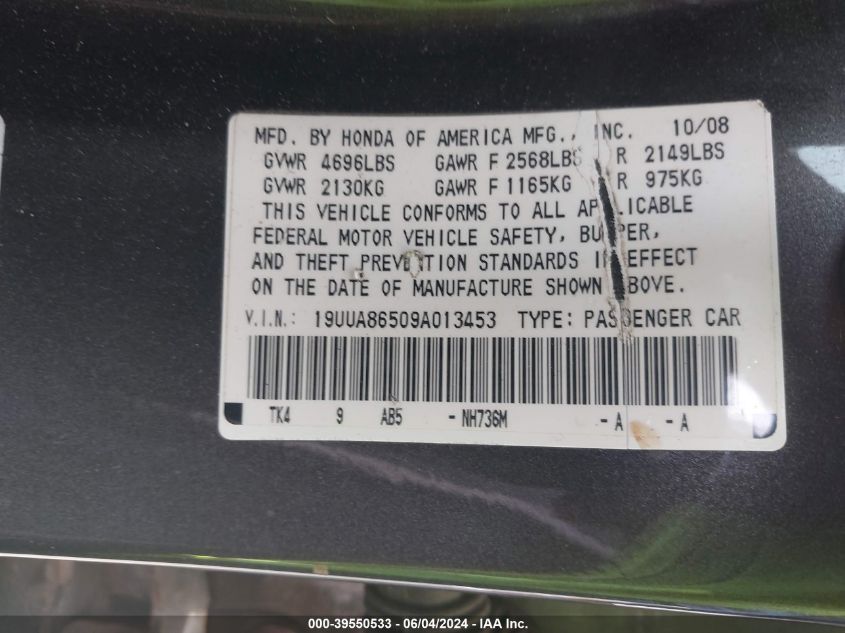 MFD. BY HONDA OF AMERICA MFG., INC. 10/08
GVWR 4696LBS GAWR F 2568LBS R 2149LBS
GVWR 2130KG GAWR F 1165KG R 975KG
THIS VEHICLE CONFORMS TO ALL APPLICABLE
FEDERAL MOTOR VEHICLE SAFETY, BUMPER,
AND THEFT PREVENTION STANDARDS IN EFFECT
ON THE DATE OF MANUFACTURE SHOWN ABOVE.
V.I.N.: 19UUA86509A013453 TYPE: PASSENGER CAR
TK4 9 AB5 - NH736M - A - A
000-39550533 - 06/04/2024 - IAA Inc.